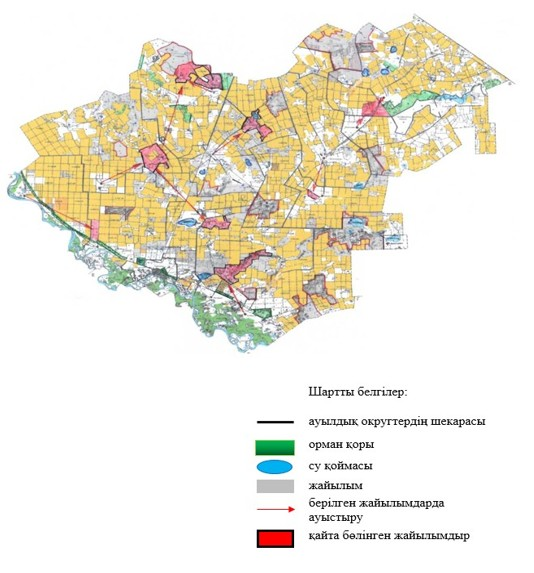 Шартты белгілер:
ауылдық округтердің шекарасы
орман қоры
су қоймасы
жайылым
берілген жайылымдарда
ауыстыру
қайта бөлінген жайылымдыр